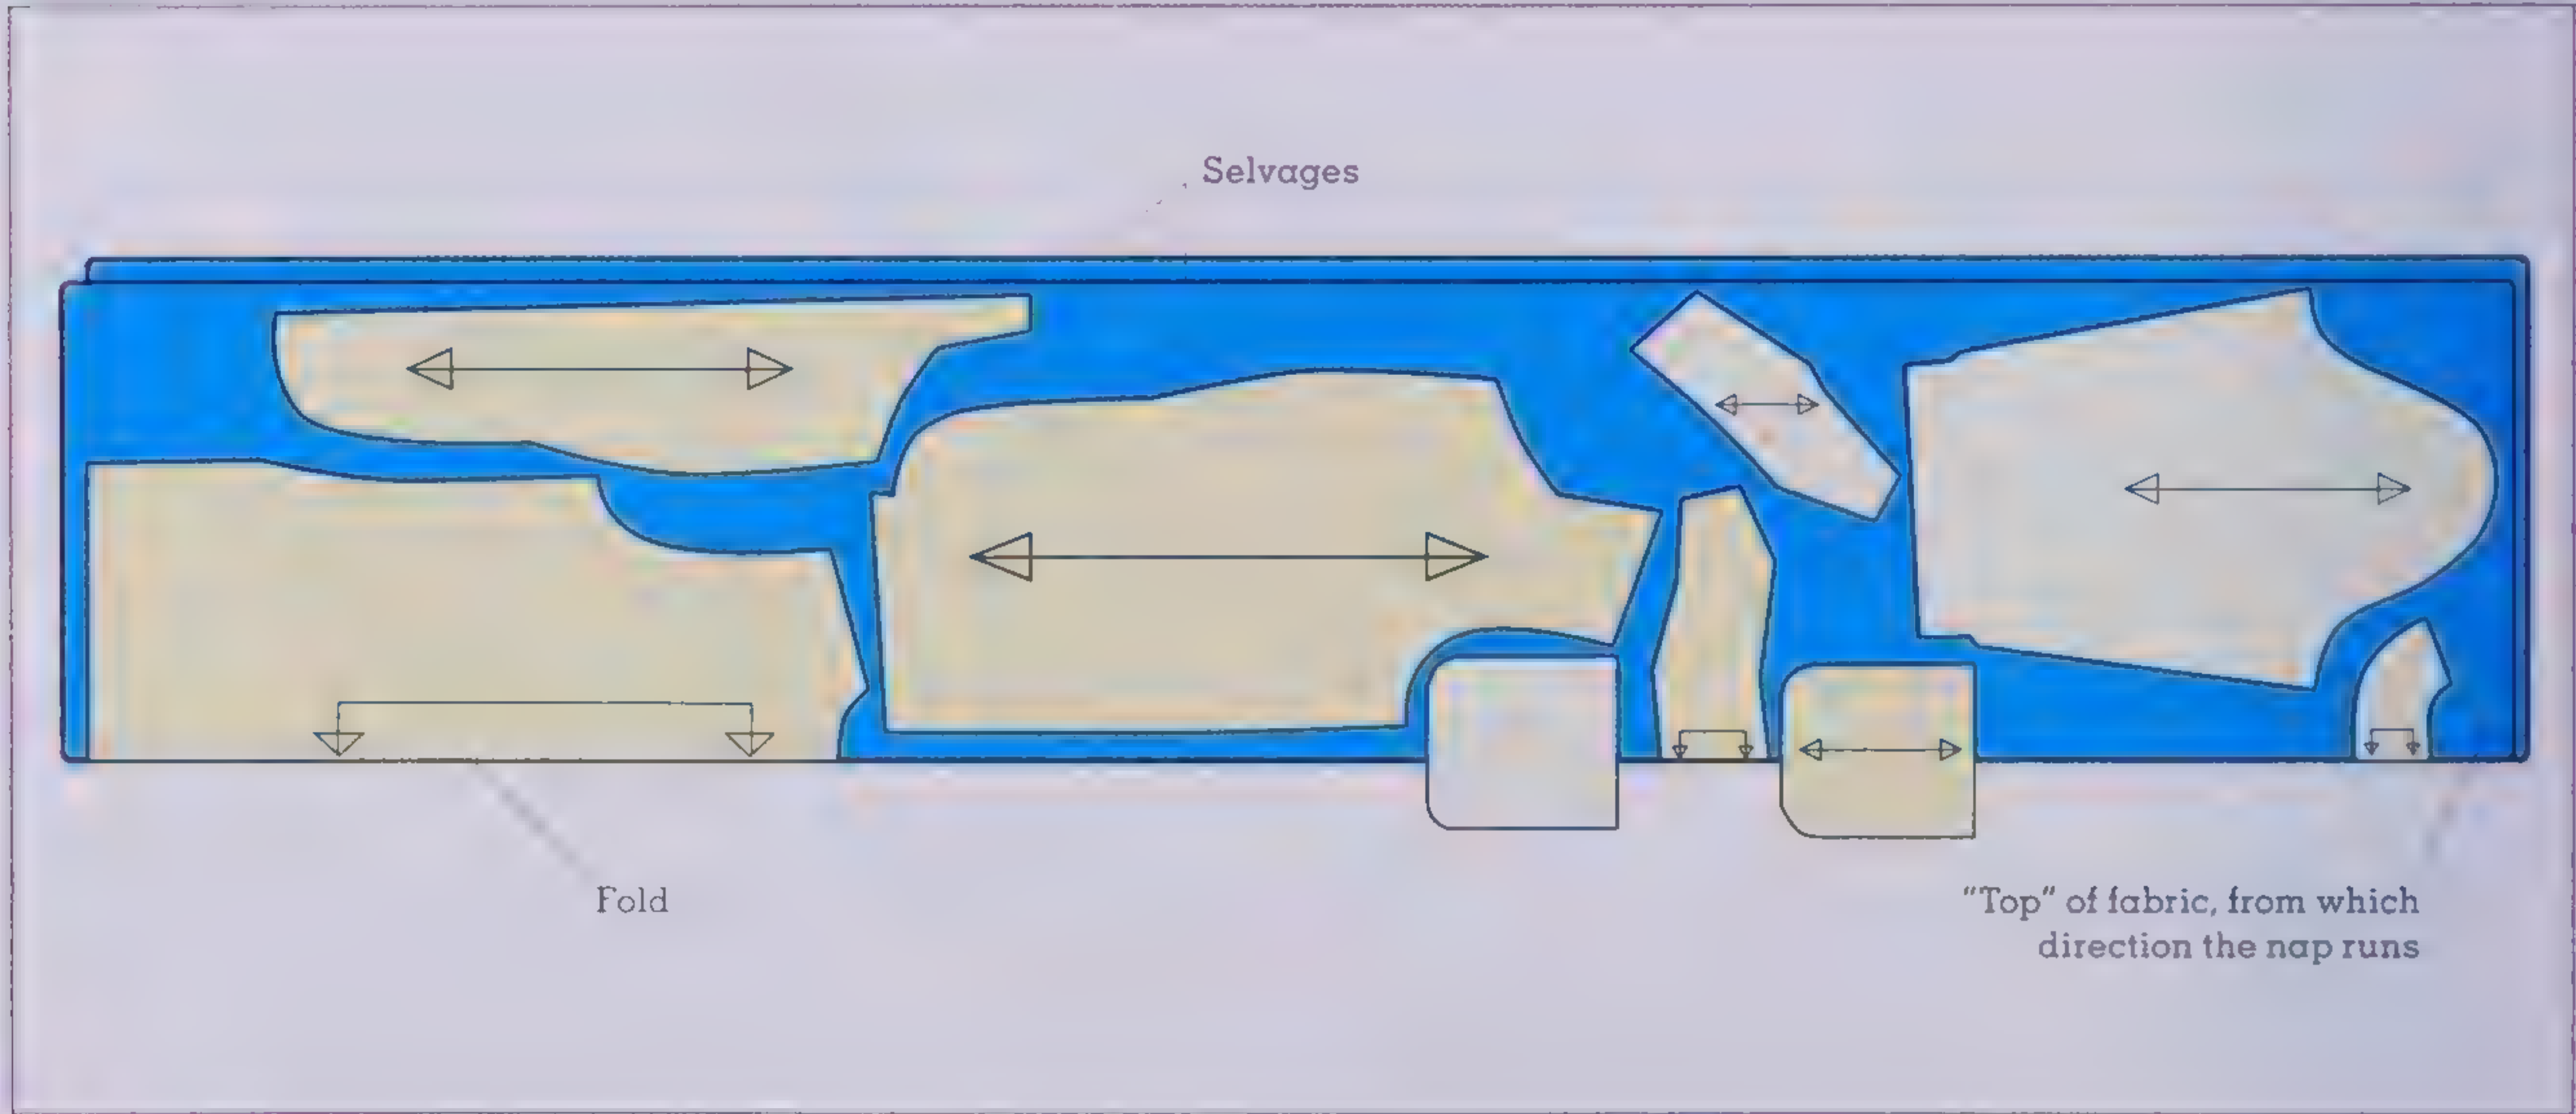 Selvages
Fold
“Top” of fabric, from which
direction the nap runs